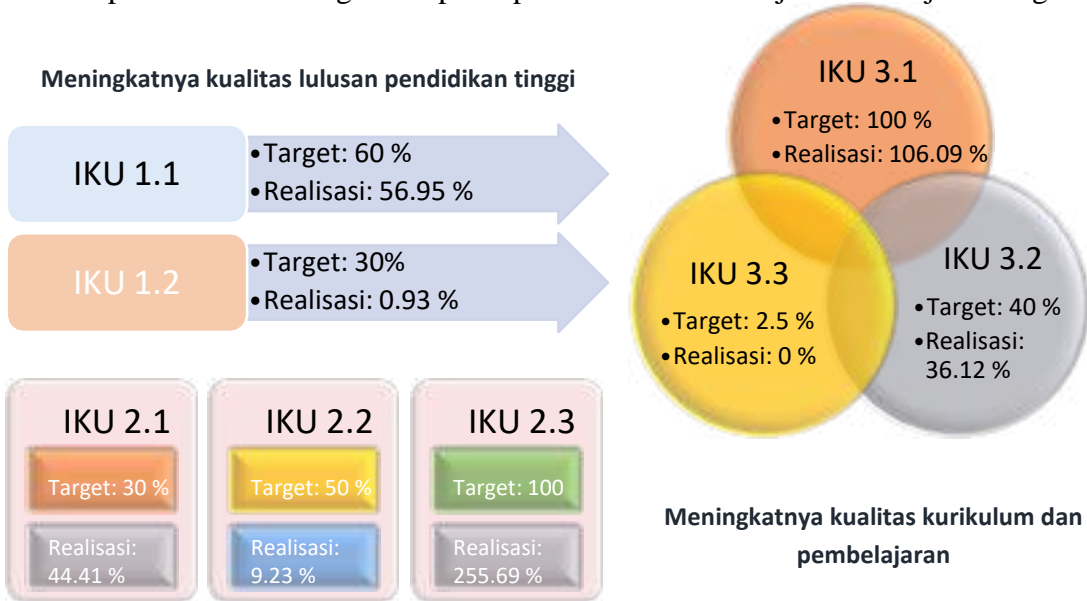 Meningkatnya kualitas lulusan pendidikan tinggi
IKU 1.1
•Target: 60 %
•Realisasi: 56.95 %
IKU 1.2
•Target: 30%
•Realisasi: 0.93 %
IKU 2.1
Target: 30 %
Realisasi:
44.41 %
IKU 2.2
Target: 50 %
Realisasi:
9.23 %
IKU 2.3
Target: 100
Realisasi:
255.69 %
IKU 3.1
•Target: 100 %
•Realisasi: 106.09 %
IKU 3.3
•Target: 2.5 %
•Realisasi: 0 %
IKU 3.2
•Target: 40 %
•Realisasi:
36.12 %
Meningkatnya kualitas kurikulum dan
pembelajaran